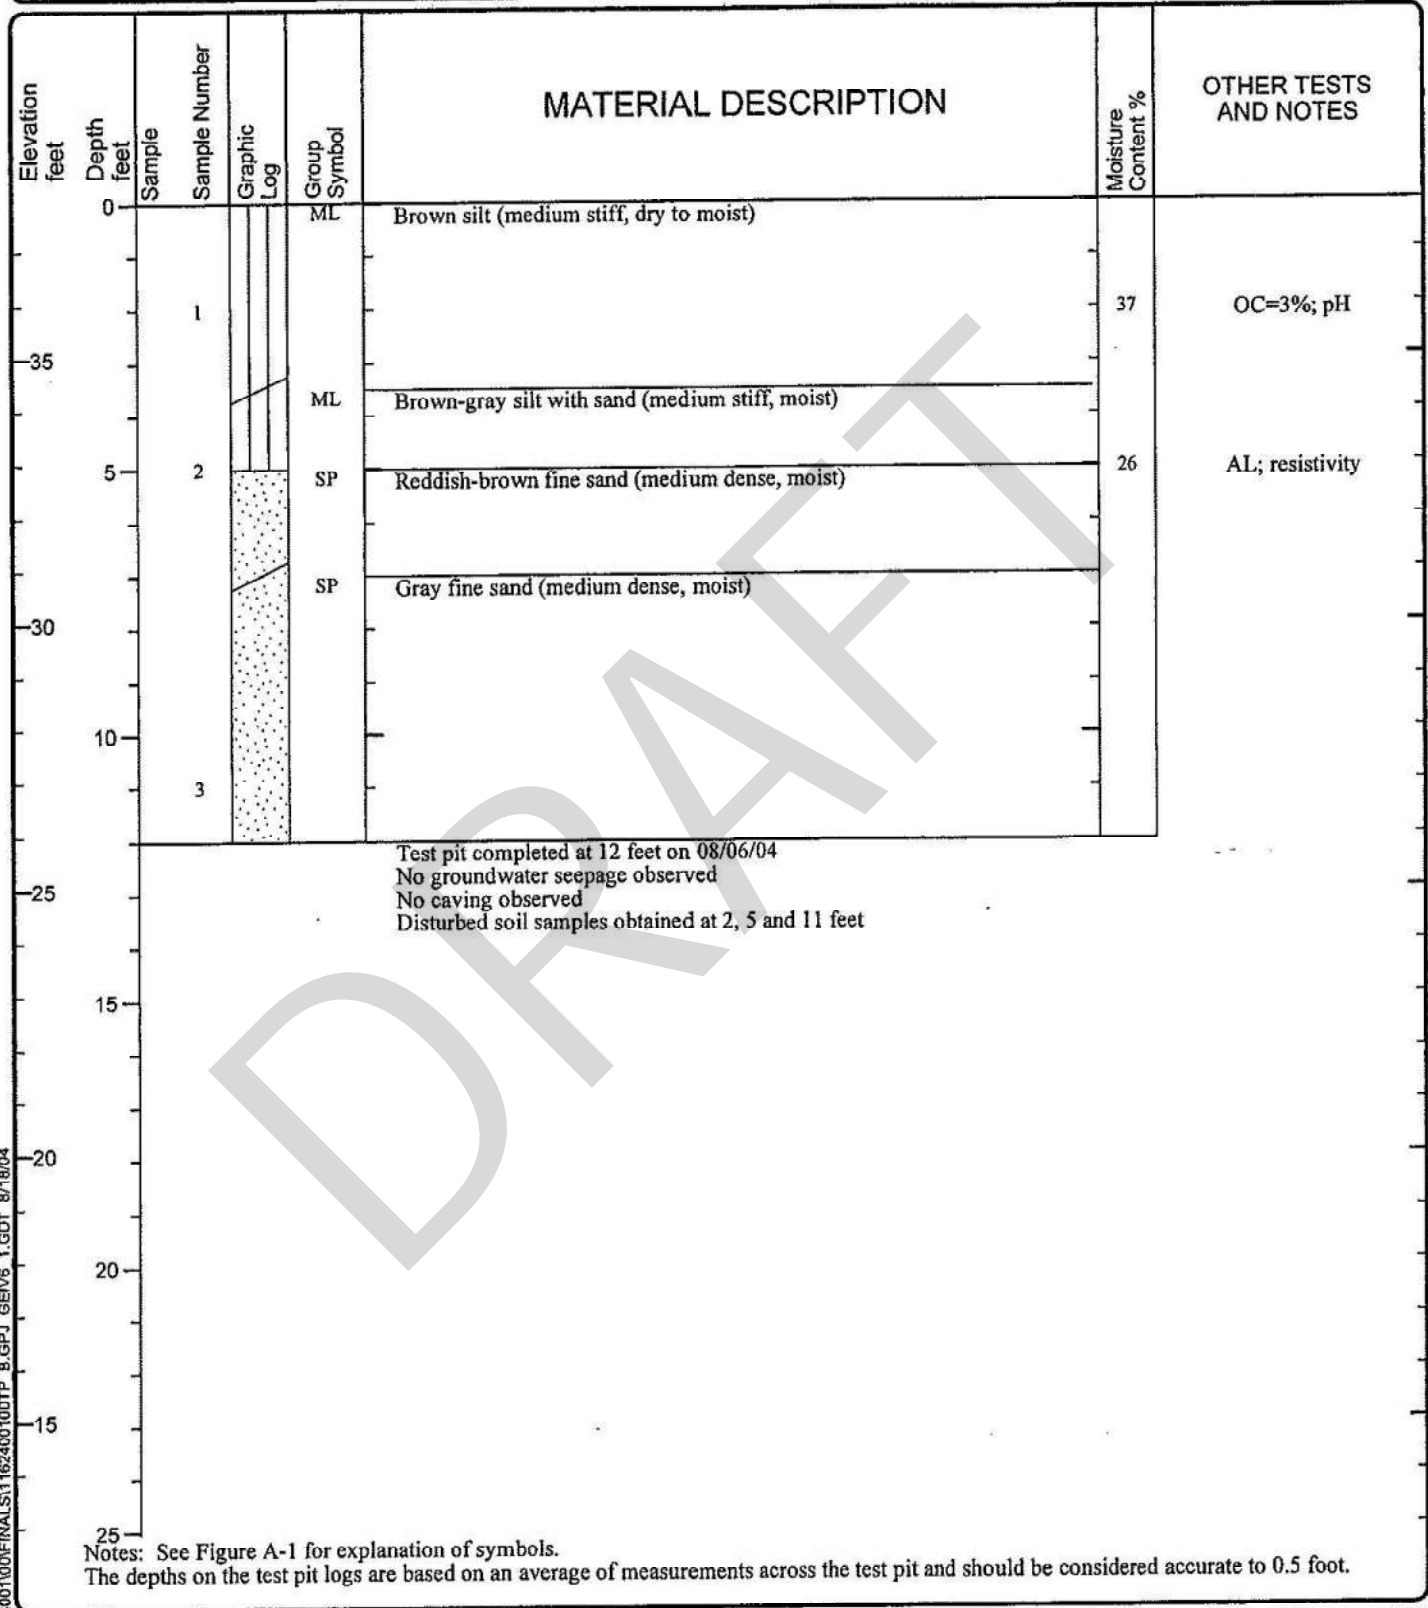 Elevation
feet
Depth
feet
Sample
Sample Number
Graphic
Log
Group
Symbol
MATERIAL DESCRIPTION
Moisture
Content %
OTHER TESTS
AND NOTES
0
ML
Brown silt (medium stiff, dry to moist)
1
37
OC=3%; pH
35
ML
Brown-gray silt with sand (medium stiff, moist)
5
2
SP
Reddish-brown fine sand (medium dense, moist)
26
AL; resistivity
SP
Gray fine sand (medium dense, moist)
30
10
3
Test pit completed at 12 feet on 08/06/04
No groundwater seepage observed
No caving observed
Disturbed soil samples obtained at 2, 5 and 11 feet
25
15
20
20
15
25
Notes: See Figure A-1 for explanation of symbols.
The depths on the test pit logs are based on an average of measurements across the test pit and should be considered accurate to 0.5 foot.
DRAFT